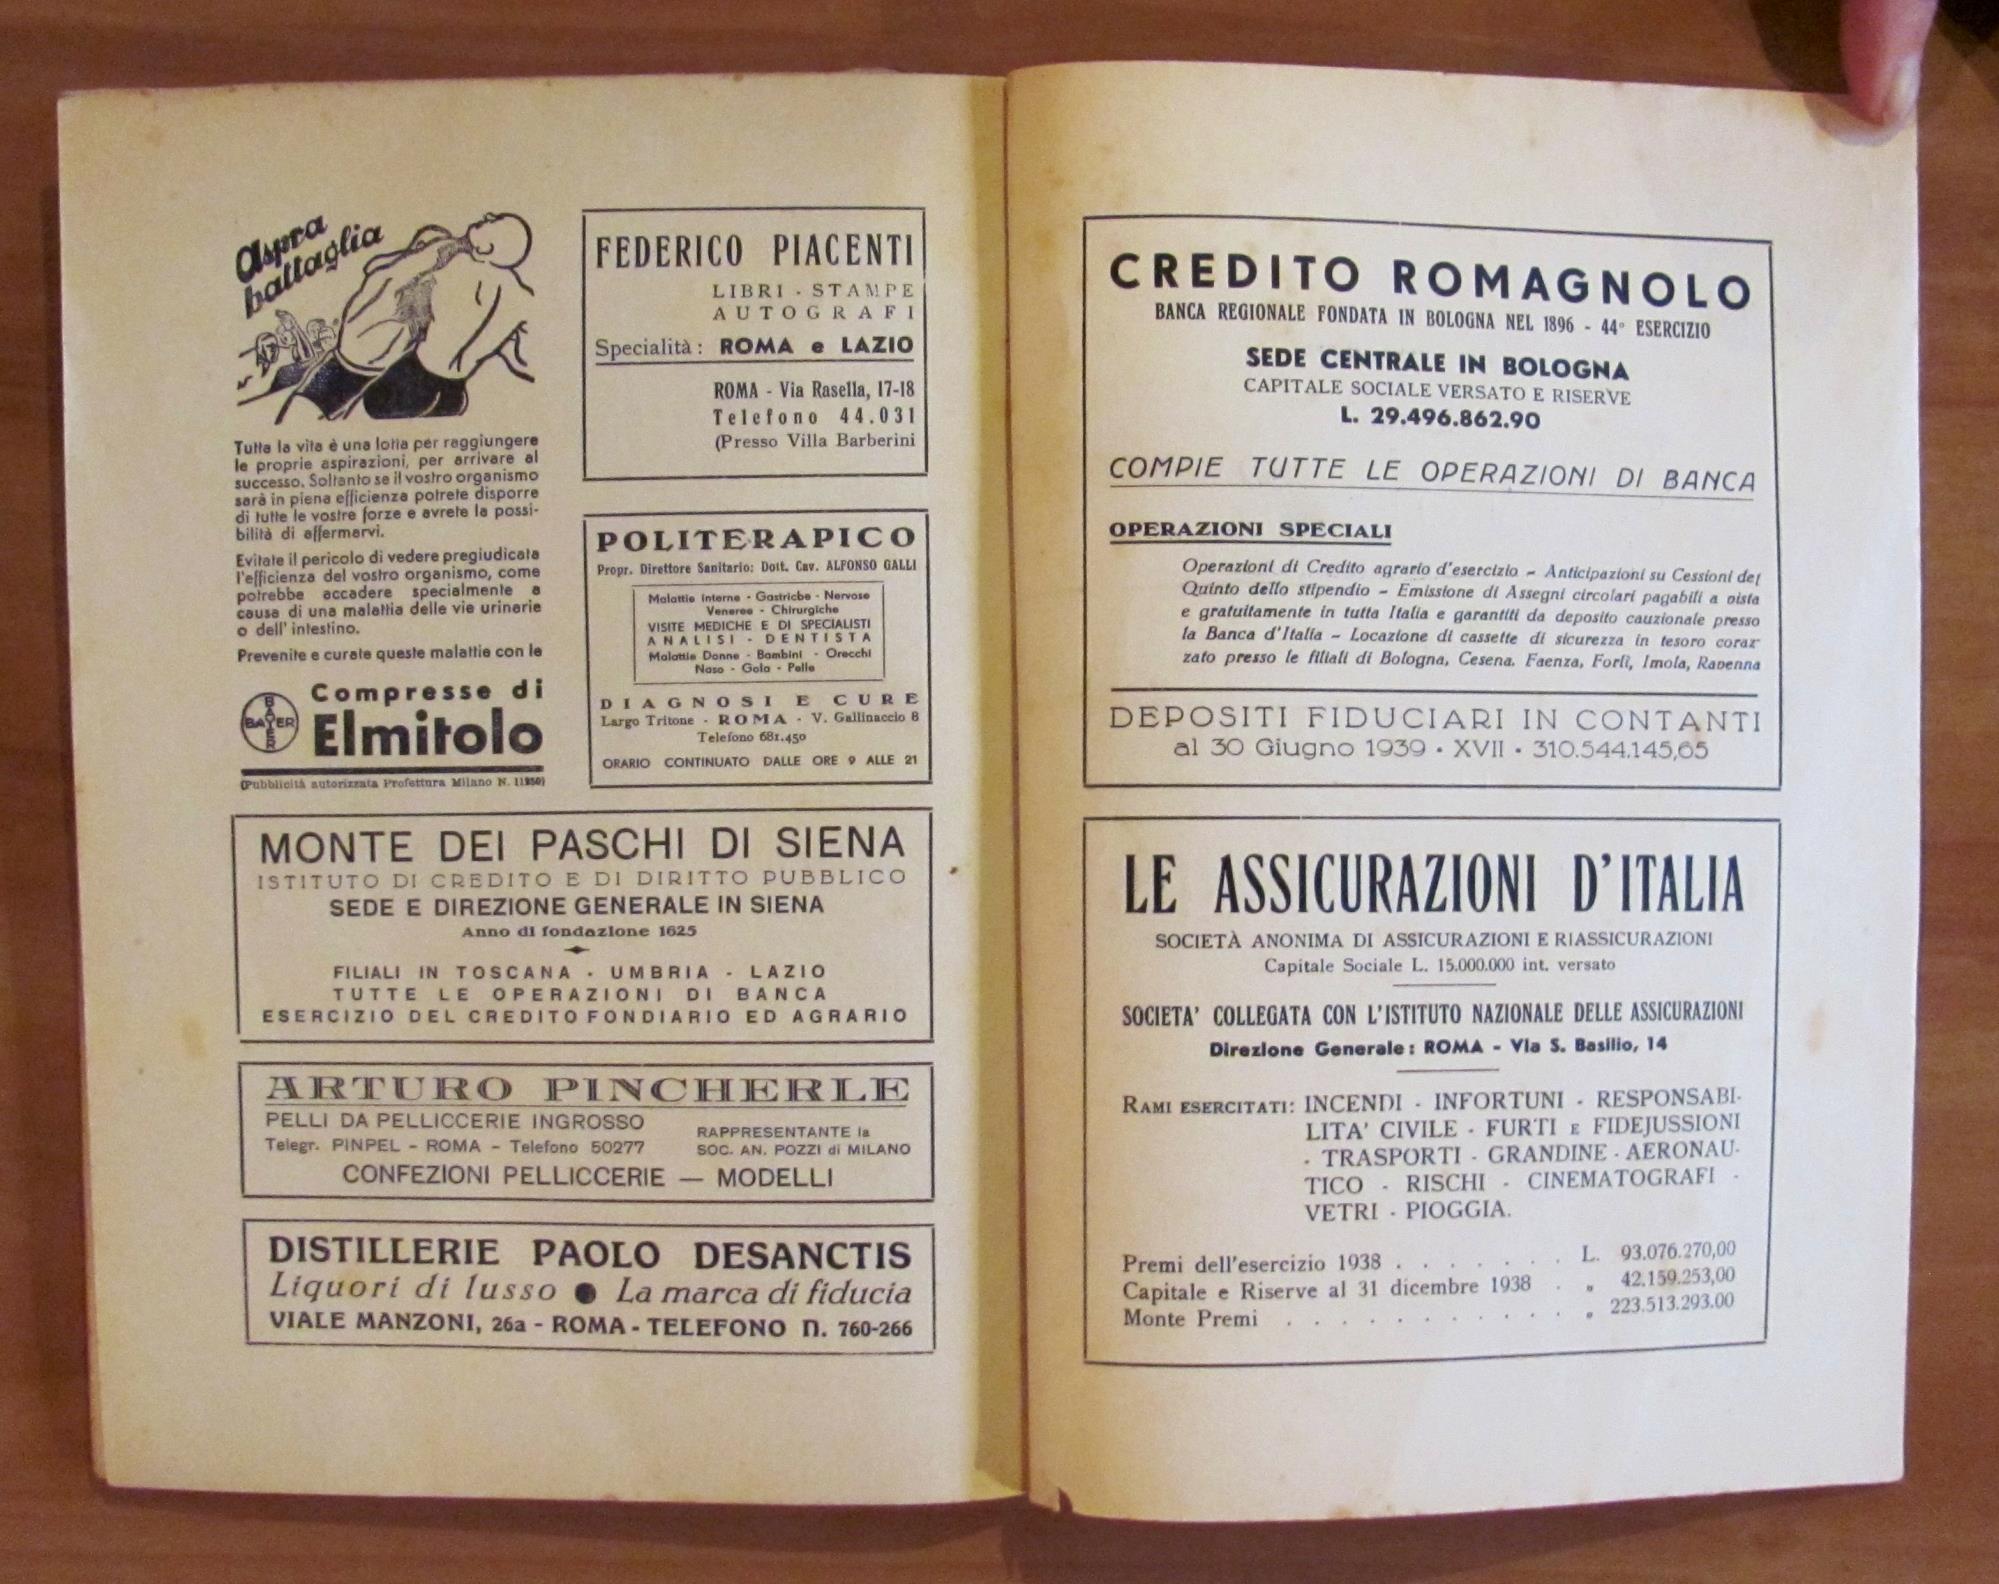 Aspra
battaglia
Tutta la vita è una lotta per raggiungere
le proprie aspirazioni, per arrivare al
successo. Soltanto se il vostro organismo
sarà in piena efficienza potrete disporre
di tutte le vostre forze e avrete la possi-
bilità di affermarvi.
Evitate il pericolo di vedere pregiudicata
l'efficienza del vostro organismo, come
potrebbe accadere specialmente a
causa di una malattia delle vie urinarie
o dell' intestino.
Prevenite e curate queste malattie con le
BAYER
BAYER
Compresse di
Elmitolo
(Pubblicità autorizzata Prefettura Milano N. 11250)
FEDERICO PIACENTI
LIBRI - STAMPE
AUTOGRAFI
Specialità: ROMA e LAZIO
ROMA - Via Rasella, 17-18
Telefono 44.031
(Presso Villa Barberini
POLITERAPICO
Propr. Direttore Sanitario: Dott. Cav. ALFONSO GALLI
Malattie Interne - Gastriche - Nervose
Veneree - Chirurgiche
VISITE MEDICHE E DI SPECIALISTI
ANALISI - DENTISTA
Malattie Donne - Bambini - Orecchi
Naso - Gola - Pelle
DIAGNOSI E CURE
Largo Tritone - ROMA - V. Gallinaccio 8
Telefono 681.450
ORARIO CONTINUATO DALLE ORE 9 ALLE 21
MONTE DEI PASCHI DI SIENA
ISTITUTO DI CREDITO E DI DIRITTO PUBBLICO
SEDE E DIREZIONE GENERALE IN SIENA
Anno di fondazione 1625
FILIALI IN TOSCANA - UMBRIA - LAZIO
TUTTE LE OPERAZIONI DI BANCA
ESERCIZIO DEL CREDITO FONDIARIO ED AGRARIO
ARTURO PINCHERLE
PELLI DA PELLICCERIE INGROSSO
Telegr. PINPEL - ROMA - Telefono 50277
RAPPRESENTANTE la
SOC. AN. POZZI di MILANO
CONFEZIONI PELLICCERIE — MODELLI
DISTILLERIE PAOLO DESANCTIS
Liquori di lusso ● La marca di fiducia
VIALE MANZONI, 26a - ROMA - TELEFONO n. 760-266
CREDITO ROMAGNOLO
BANCA REGIONALE FONDATA IN BOLOGNA NEL 1896 - 44º ESERCIZIO
SEDE CENTRALE IN BOLOGNA
CAPITALE SOCIALE VERSATO E RISERVE
L. 29.496.862.90
COMPIE TUTTE LE OPERAZIONI DI BANCA
OPERAZIONI SPECIALI
Operazioni di Credito agrario d'esercizio - Anticipazioni su Cessioni del
Quinto dello stipendio - Emissione di Assegni circolari pagabili a vista
e gratuitamente in tutta Italia e garantiti da deposito cauzionale presso
la Banca d'Italia - Locazione di cassette di sicurezza in tesoro coraz-
zato presso le filiali di Bologna, Cesena, Faenza, Forlì, Imola, Ravenna
DEPOSITI FIDUCIARI IN CONTANTI
al 30 Giugno 1939 - XVII - 310.544.145,65
LE ASSICURAZIONI D'ITALIA
SOCIETÀ ANONIMA DI ASSICURAZIONI E RIASSICURAZIONI
Capitale Sociale L. 15.000.000 int. versato
SOCIETA' COLLEGATA CON L'ISTITUTO NAZIONALE DELLE ASSICURAZIONI
Direzione Generale: ROMA - Via S. Basilio, 14
RAMI ESERCITATI: INCENDI - INFORTUNI - RESPONSABI-
LITA' CIVILE - FURTI E FIDEJUSSIONI
- TRASPORTI - GRANDINE - AERONAU-
TICO - RISCHI - CINEMATOGRAFI -
VETRI - PIOGGIA.
Premi dell'esercizio 1938 . . . . . . . L. 93.076.270,00
Capitale e Riserve al 31 dicembre 1938 . „ 42.159.253,00
Monte Premi . . . . . . . . . . . „ 223.513.293.00